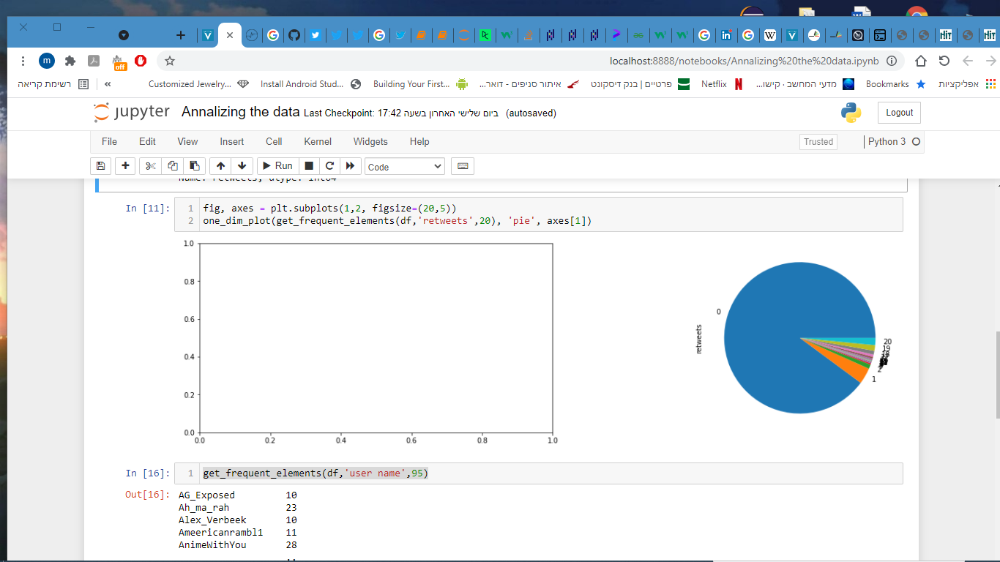 m
off
localhost:8888/notebooks/Annalizing%20the%20data.ipynb
רשימת קריאה
«
Customized Jewelry...
Install Android Stud...
Building Your First...
איתור סניפים - דואר...
פרטיים | בנק דיסקונט
Netflix
מדעי המחשב · קישו...
Bookmarks
אפליקציות
jupyter Annalizing the data Last Checkpoint: ביום שלישי האחרון בשעה 17:42 (autosaved)
Logout
File Edit View Insert Cell Kernel Widgets Help
Trusted Python 3
Run Code
Name: retweets, dtype: int64
In [11]:
1 fig, axes = plt.subplots(1,2, figsize=(20,5))
2 one_dim_plot(get_frequent_elements(df,'retweets',20), 'pie', axes[1])
1.0
0.8
0.6
0.4
0.2
0.0
0.0 0.2 0.4 0.6 0.8 1.0
retweets
0
20
19
18
2
1
In [16]:
1 get_frequent_elements(df,'user name',95)
Out[16]:
AG_Exposed 10
Ah_ma_rah 23
Alex_Verbeek 10
Ameericanrambl1 11
AnimeWithYou 28